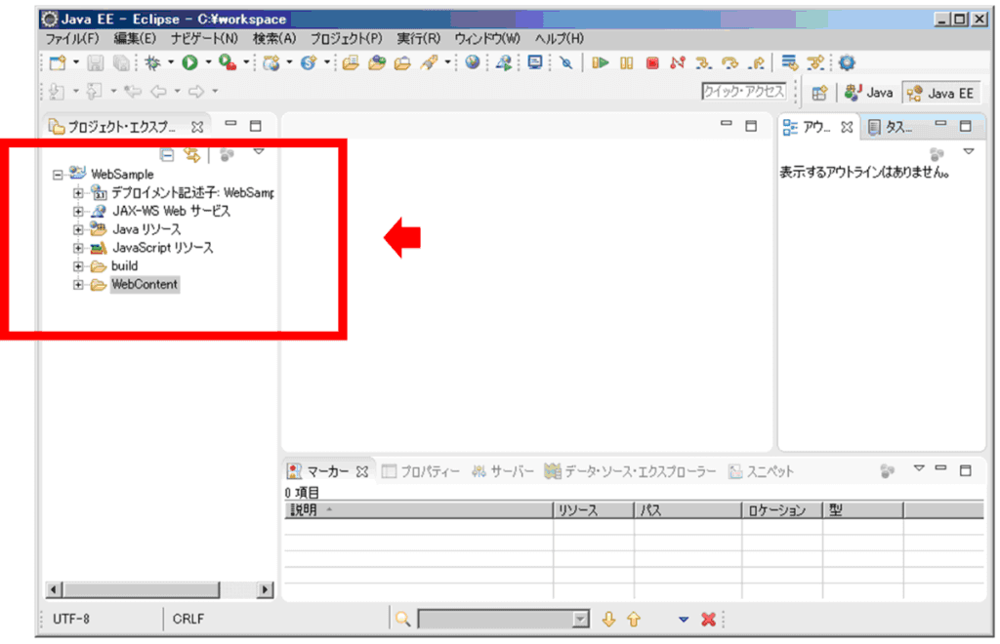 Java EE - Eclipse - C:¥workspace
ファイル(F) 編集(E) ナビゲート(N) 検索(A) プロジェクト(P) 実行(R) ウィンドウ(W) ヘルプ(H)
クイック・アクセス Java Java EE
プロジェクト・エクスプ...
アウ... タス...
WebSample
デプロイメント記述子: WebSamp
JAX-WS Web サービス
Java リソース
JavaScript リソース
build
WebContent
表示するアウトラインはありません。
マーカー プロパティー サーバー データ・ソース・エクスプローラー スニペット
0 項目
説明 リソース パス ロケーション 型
UTF-8 CRLF